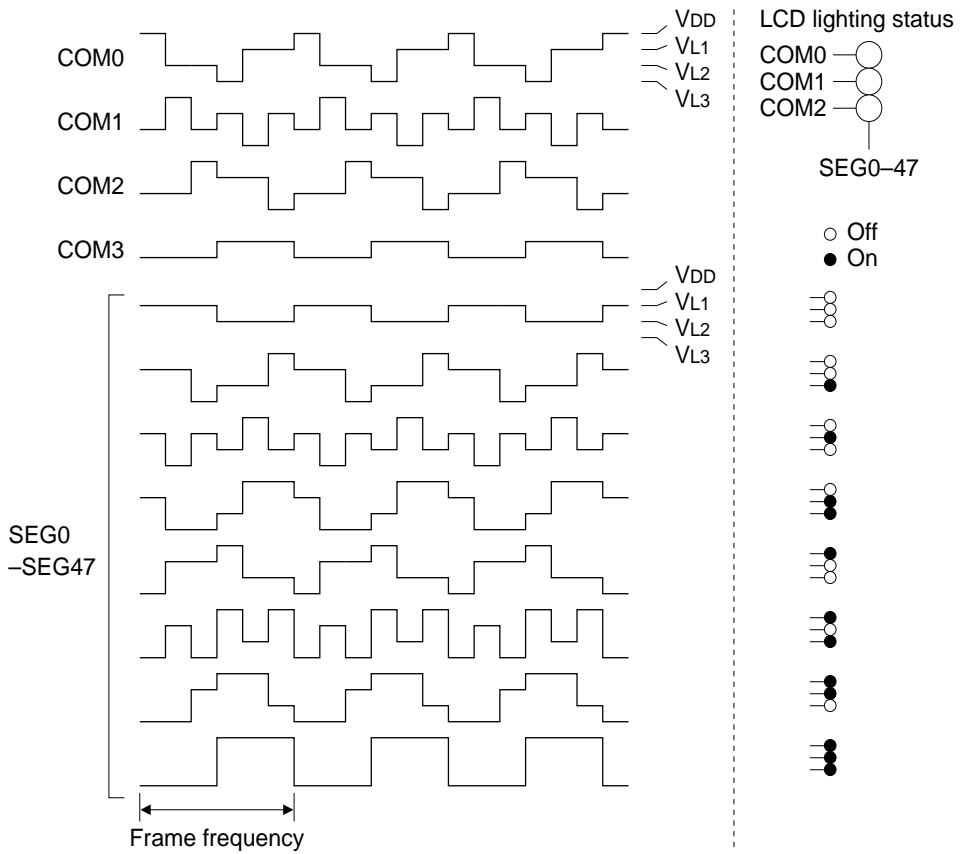 COM0
VDD
VL1
VL2
VL3
COM1
COM2
COM3
VDD
VL1
VL2
VL3
SEG0
–SEG47
Frame frequency
LCD lighting status
COM0
COM1
COM2
SEG0–47
Off
On